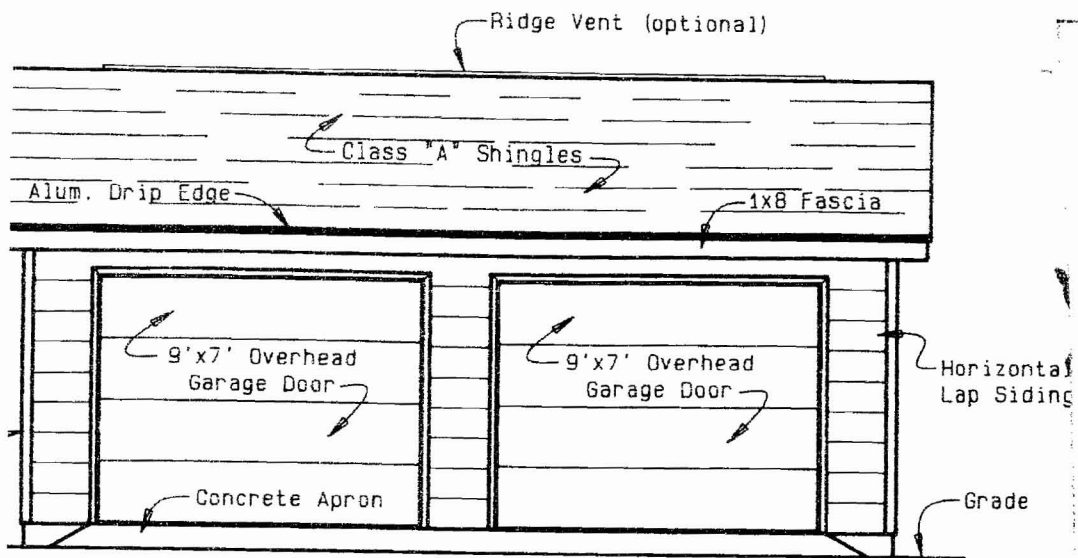 Ridge Vent (optional)
Class "A" Shingles
Alum. Drip Edge
1x8 Fascia
9'x7' Overhead
Garage Door
9'x7' Overhead
Garage Door
Horizontal
Lap Siding
Concrete Apron
Grade